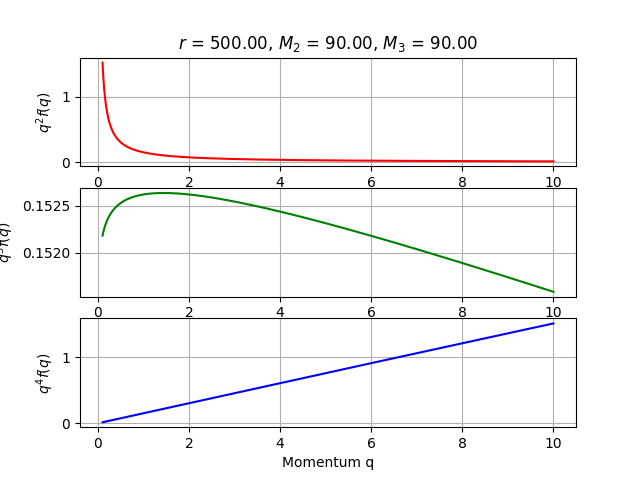 r = 500.00, M₂ = 90.00, M₃ = 90.00
q²f(q)
1
0
0 2 4 6 8 10
q³f(q)
0.1525
0.1520
0 2 4 6 8 10
q⁴f(q)
1
0
0 2 4 6 8 10
Momentum q